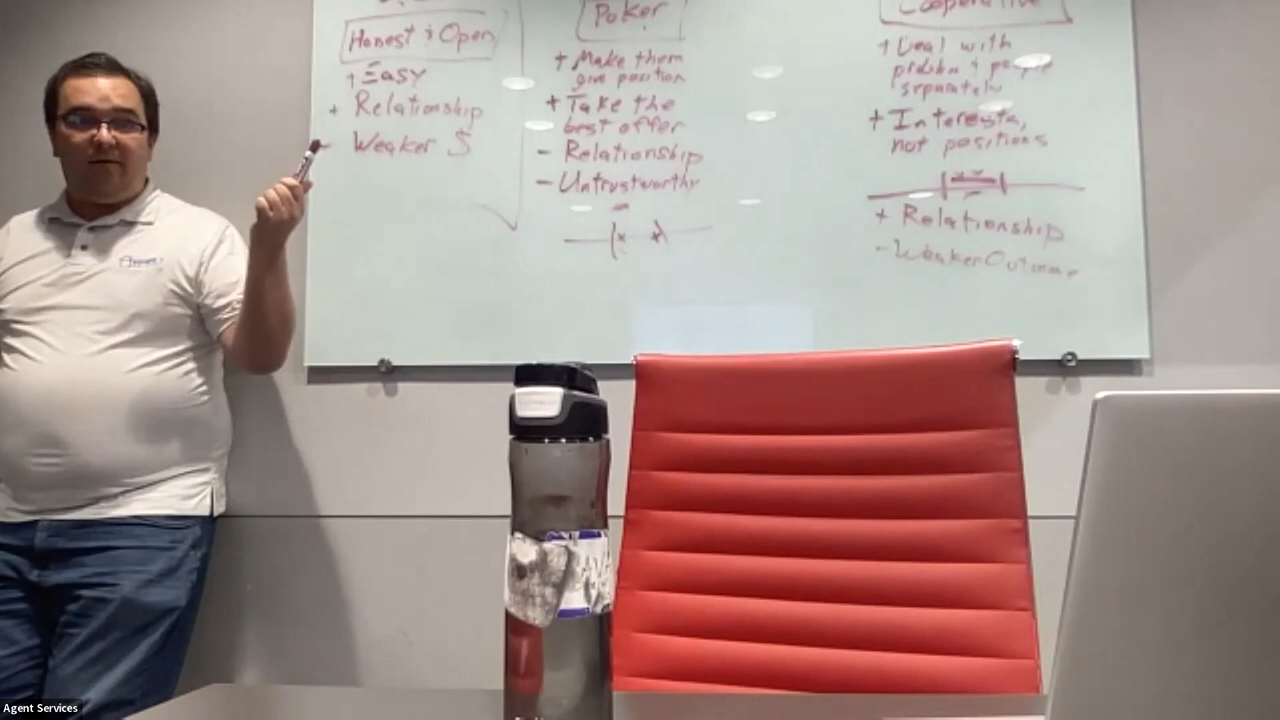 Honest & Open
+ Easy
+ Relationship
- Weaker $
Poker
+ Make them
give position
+ Take the
best offer
- Relationship
- Untrustworthy
Cooperative
+ Deal with
people
separately
+ Interests,
not positions
+ Relationship
- Weaker Outcome
Agent Services